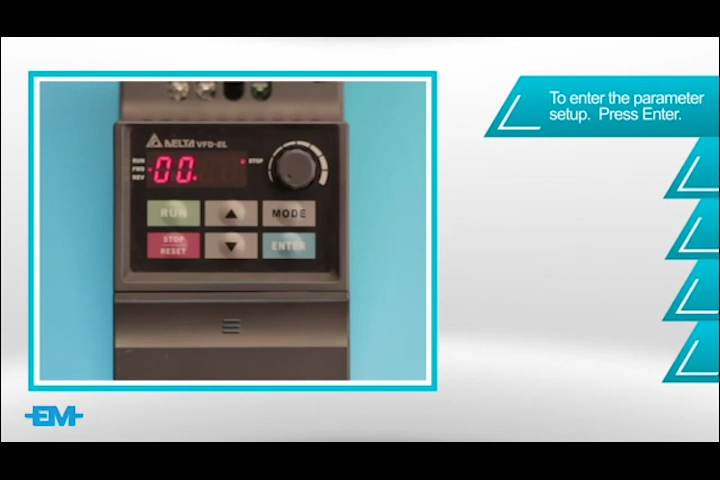 To enter the parameter
setup. Press Enter.
DELTA VFD-EL
RUN
STOP
FWD
REV
00.
RUN
MODE
STOP
RESET
ENTER
EM